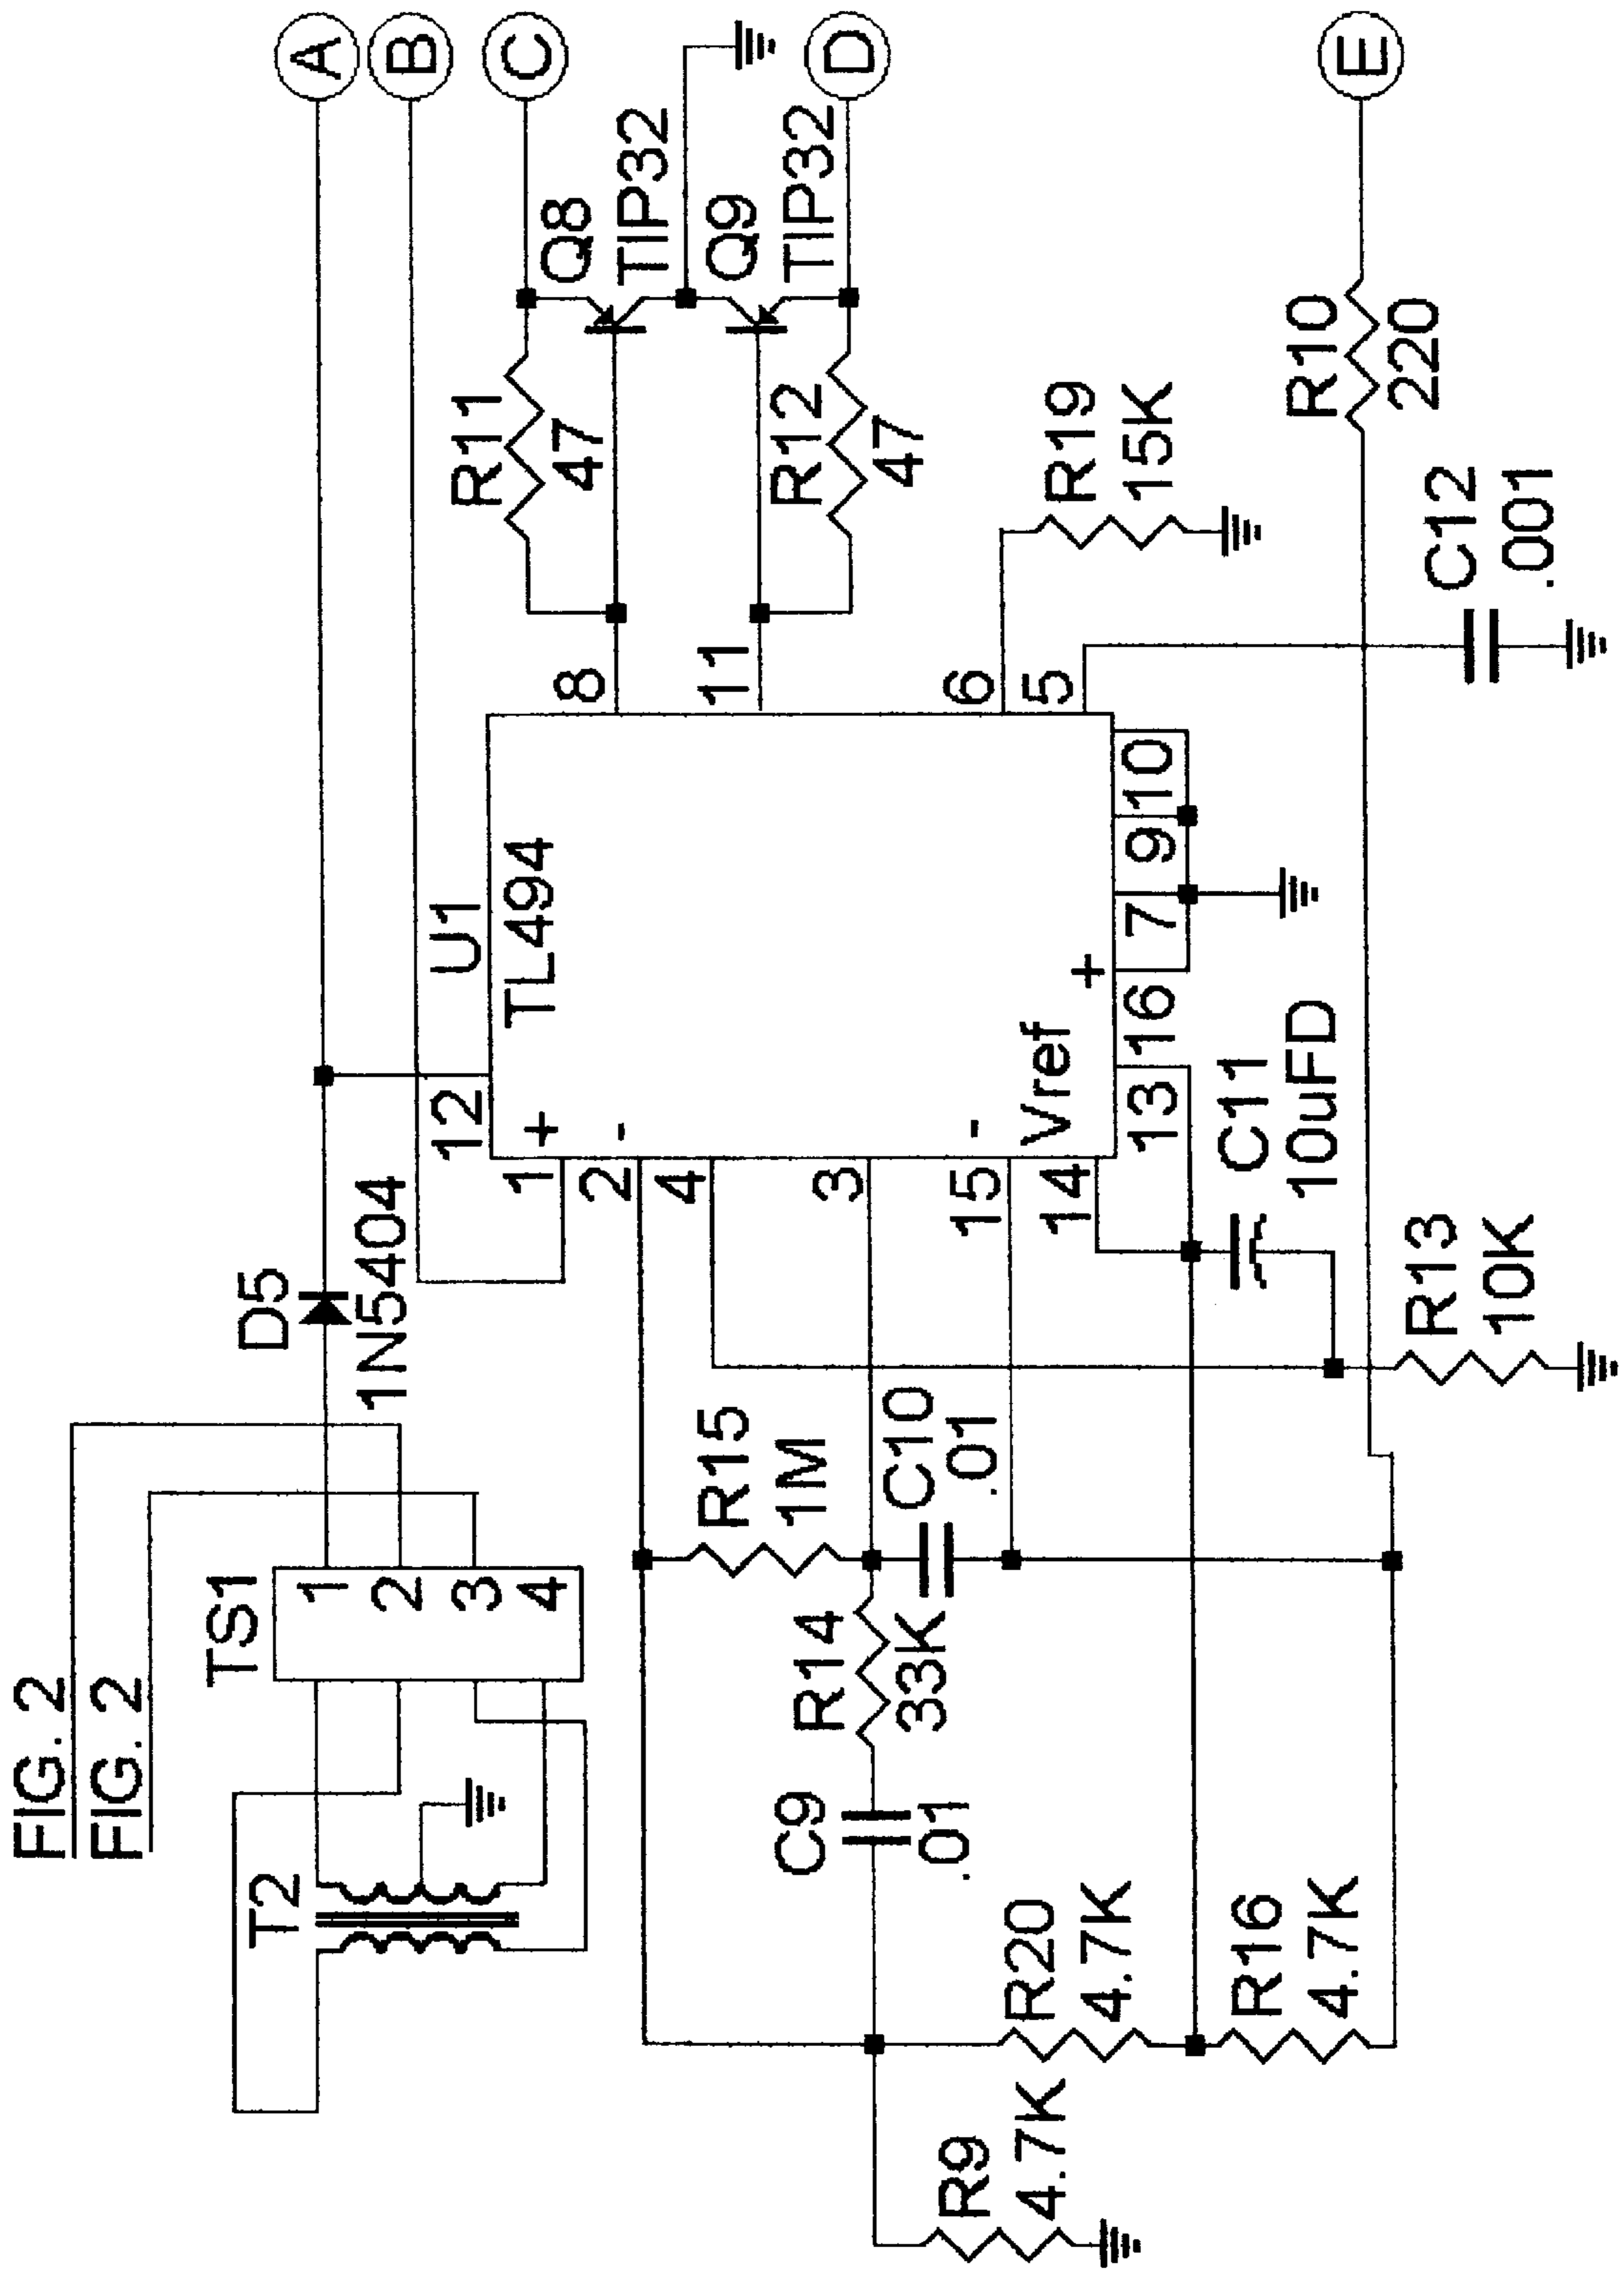 FIG. 2
FIG. 2
TS1
1
2
3
4
T2
D5
1N5404
A
B
C
D
E
U1
TL494
12
1
+
2
-
4
3
15
-
14
Vref
13
16
+
7
9
10
8
11
6
5
R11
47
Q8
TIP32
Q9
TIP32
R12
47
R19
15K
R10
220
C12
.001
C11
10uFD
R13
10K
R15
1M
C10
.01
R14
33K
C9
.01
R20
4.7K
R16
4.7K
R9
4.7K